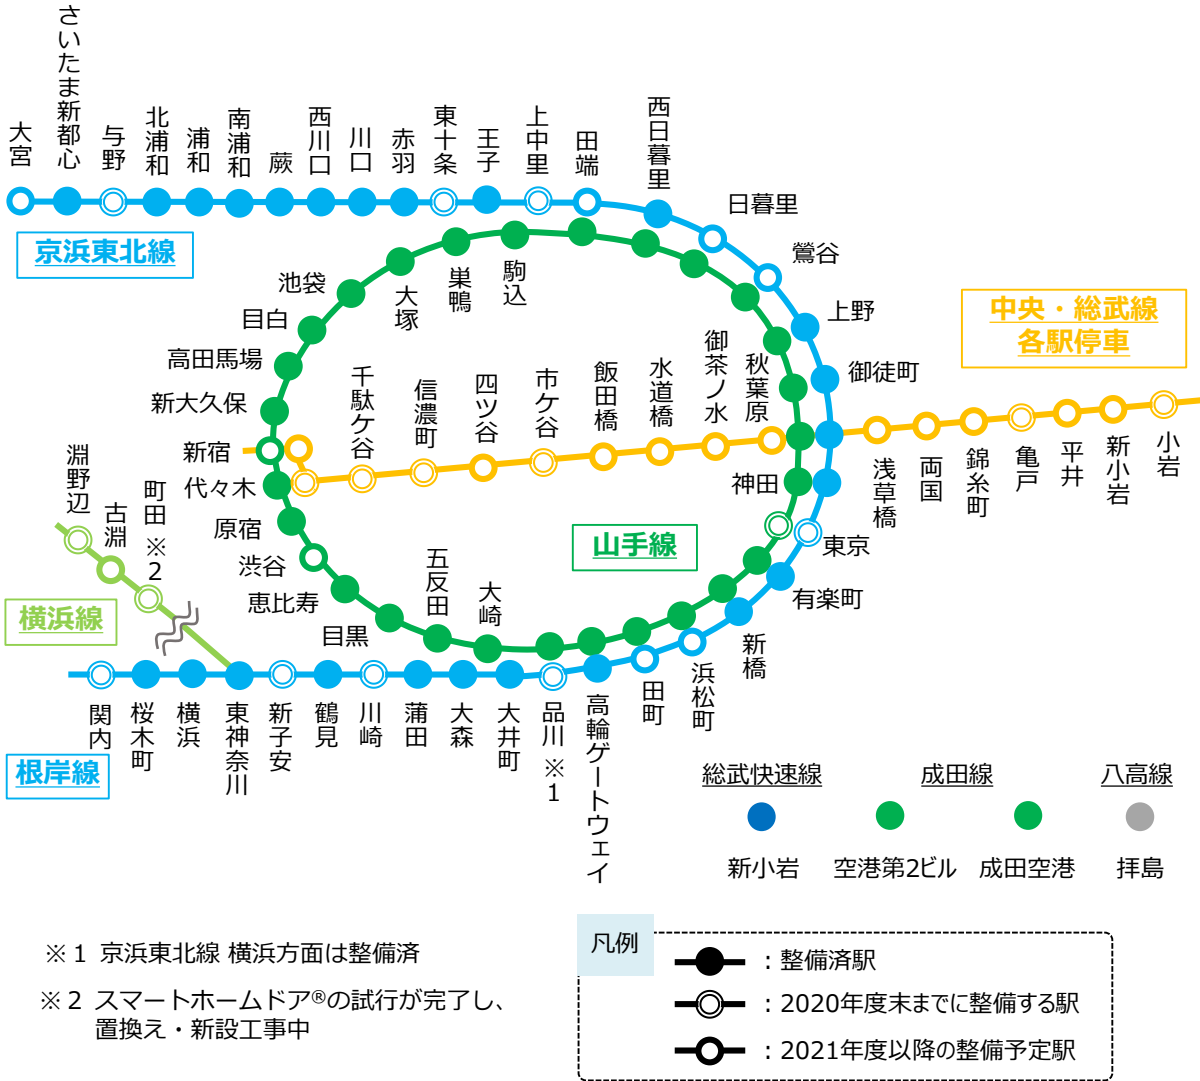 さいたま新都心
大宮
与野
北浦和
浦和
南浦和
蕨
西川口
川口
赤羽
東十条
王子
上中里
田端
西日暮里
日暮里
鶯谷
上野
御徒町
京浜東北線
池袋
目白
高田馬場
新大久保
新宿
代々木
原宿
渋谷
恵比寿
目黒
五反田
大崎
大塚
巣鴨
駒込
千駄ケ谷
信濃町
四ツ谷
市ケ谷
飯田橋
水道橋
御茶ノ水
秋葉原
神田
山手線
東京
有楽町
新橋
浜松町
田町
高輪ゲートウェイ
品川 ※1
大井町
大森
蒲田
川崎
鶴見
新子安
東神奈川
横浜
桜木町
関内
根岸線
淵野辺
古淵
町田 ※2
横浜線
中央・総武線
各駅停車
浅草橋
両国
錦糸町
亀戸
平井
新小岩
小岩
総武快速線
新小岩
成田線
空港第2ビル
成田空港
八高線
拝島
※1 京浜東北線 横浜方面は整備済
※2 スマートホームドア®の試行が完了し、
置換え・新設工事中
凡例
:整備済駅
:2020年度末までに整備する駅
:2021年度以降の整備予定駅